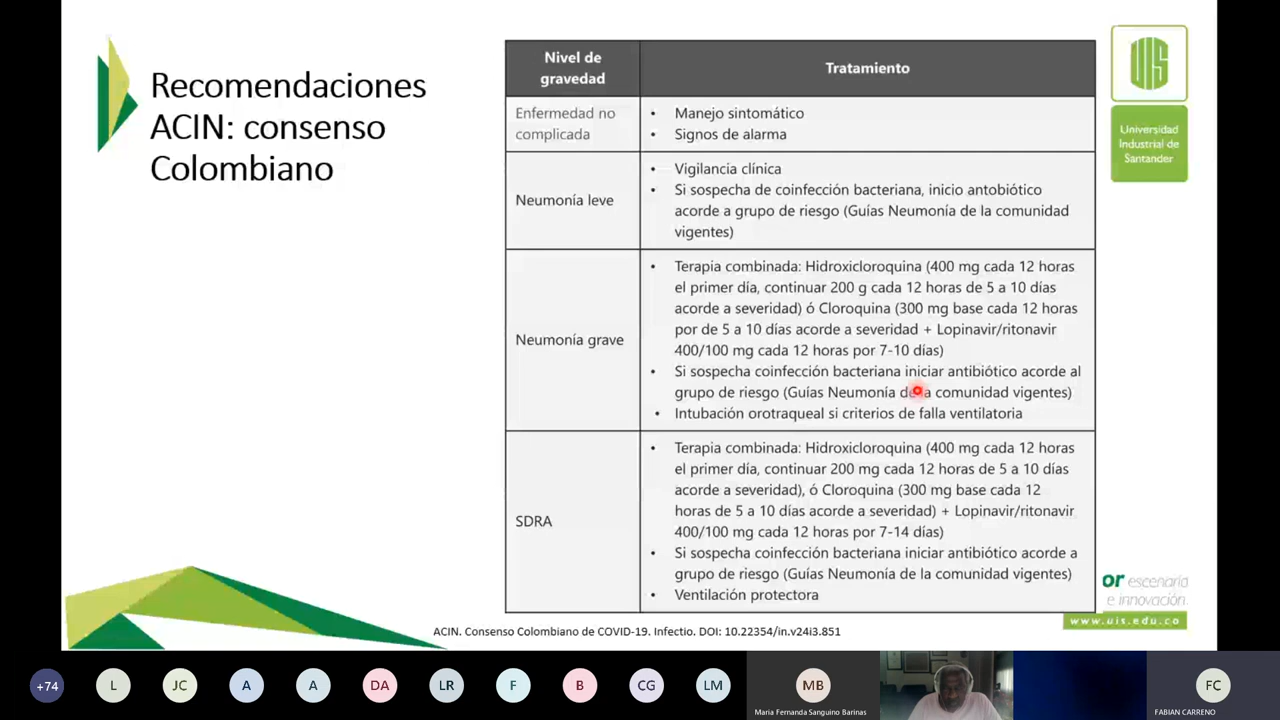 Recomendaciones
ACIN: consenso
Colombiano
Nivel de
gravedad
Tratamiento
Enfermedad no
complicada
• Manejo sintomático
• Signos de alarma
Neumonía leve
• Vigilancia clínica
• Si sospecha de coinfección bacteriana, inicio antobiótico
acorde a grupo de riesgo (Guías Neumonía de la comunidad
vigentes)
Neumonía grave
• Terapia combinada: Hidroxicloroquina (400 mg cada 12 horas
el primer día, continuar 200 g cada 12 horas de 5 a 10 días
acorde a severidad) ó Cloroquina (300 mg base cada 12 horas
por de 5 a 10 días acorde a severidad + Lopinavir/ritonavir
400/100 mg cada 12 horas por 7-10 días)
• Si sospecha coinfección bacteriana iniciar antibiótico acorde al
grupo de riesgo (Guías Neumonía de la comunidad vigentes)
• Intubación orotraqueal si criterios de falla ventilatoria
SDRA
• Terapia combinada: Hidroxicloroquina (400 mg cada 12 horas
el primer día, continuar 200 mg cada 12 horas de 5 a 10 días
acorde a severidad), ó Cloroquina (300 mg base cada 12
horas de 5 a 10 días acorde a severidad) + Lopinavir/ritonavir
400/100 mg cada 12 horas por 7-14 días)
• Si sospecha coinfección bacteriana iniciar antibiótico acorde a
grupo de riesgo (Guías Neumonía de la comunidad vigentes)
• Ventilación protectora
UIS
Universidad
Industrial de
Santander
or escenario
e innovación.
www.uis.edu.co
ACIN. Consenso Colombiano de COVID-19. Infectio. DOI: 10.22354/in.v24i3.851
+74
L
JC
A
A
DA
LR
F
B
CG
LM
MB
Maria Fernanda Sanguino Barinas
FC
FABIAN CARRENO